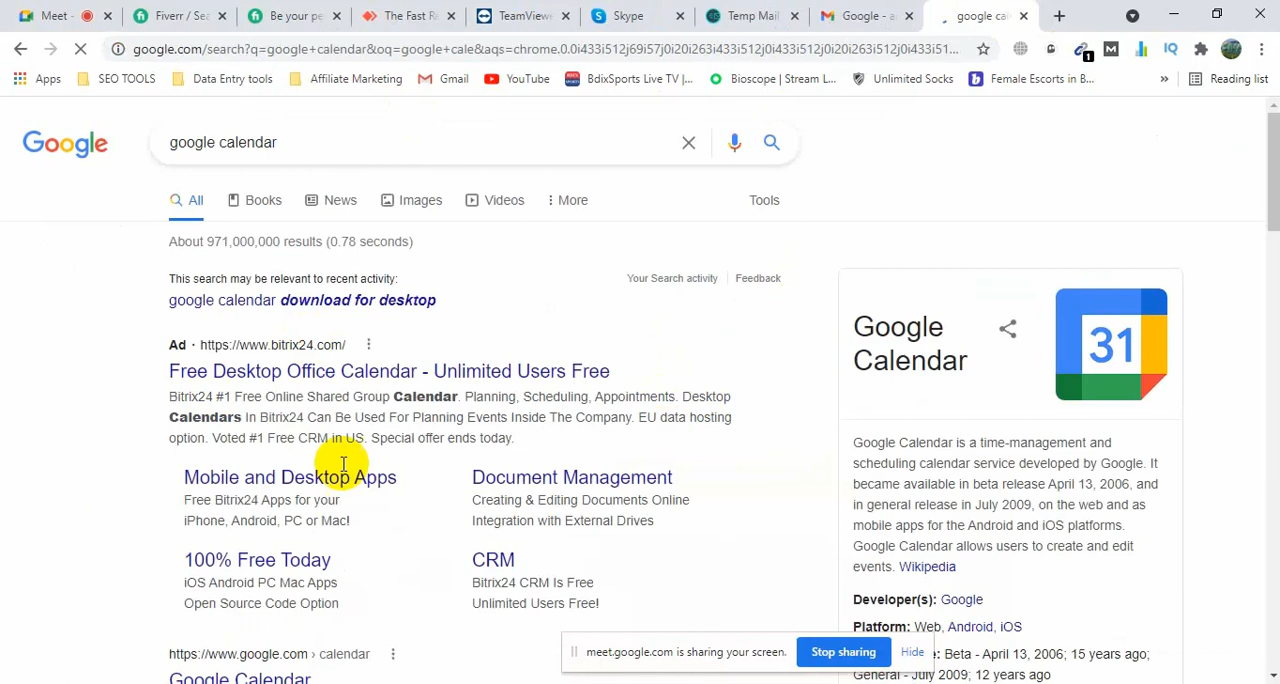 Meet -
Fiverr / Sea
Be your pe
The Fast Ra
TeamViewe
Skype
Temp Mail
Google - a
google cal
google.com/search?q=google+calendar&oq=google+cale&aqs=chrome.0.0i433i512j69i57j0i20i263i433i512j0i20i263i433i512j0i433i51...
Apps
SEO TOOLS
Data Entry tools
Affiliate Marketing
Gmail
YouTube
BdixSports Live TV |...
Bioscope | Stream L...
Unlimited Socks
Female Escorts in B...
»
Reading list
M
IQ
1
Google
google calendar
All
Books
News
Images
Videos
More
Tools
About 971,000,000 results (0.78 seconds)
This search may be relevant to recent activity:
Your Search activity
Feedback
google calendar download for desktop
Ad · https://www.bitrix24.com/
Free Desktop Office Calendar - Unlimited Users Free
Bitrix24 #1 Free Online Shared Group Calendar. Planning, Scheduling, Appointments. Desktop
Calendars In Bitrix24 Can Be Used For Planning Events Inside The Company. EU data hosting
option. Voted #1 Free CRM in US. Special offer ends today.
Mobile and Desktop Apps
Free Bitrix24 Apps for your
iPhone, Android, PC or Mac!
Document Management
Creating & Editing Documents Online
Integration with External Drives
100% Free Today
iOS Android PC Mac Apps
Open Source Code Option
CRM
Bitrix24 CRM Is Free
Unlimited Users Free!
https://www.google.com › calendar
Google Calendar
Google
Calendar
31
Google Calendar is a time-management and
scheduling calendar service developed by Google. It
became available in beta release April 13, 2006, and
in general release in July 2009, on the web and as
mobile apps for the Android and iOS platforms.
Google Calendar allows users to create and edit
events. Wikipedia
Developer(s): Google
Platform: Web, Android, iOS
e: Beta - April 13, 2006; 15 years ago;
General - July 2009; 12 years ago
meet.google.com is sharing your screen.
Stop sharing
Hide